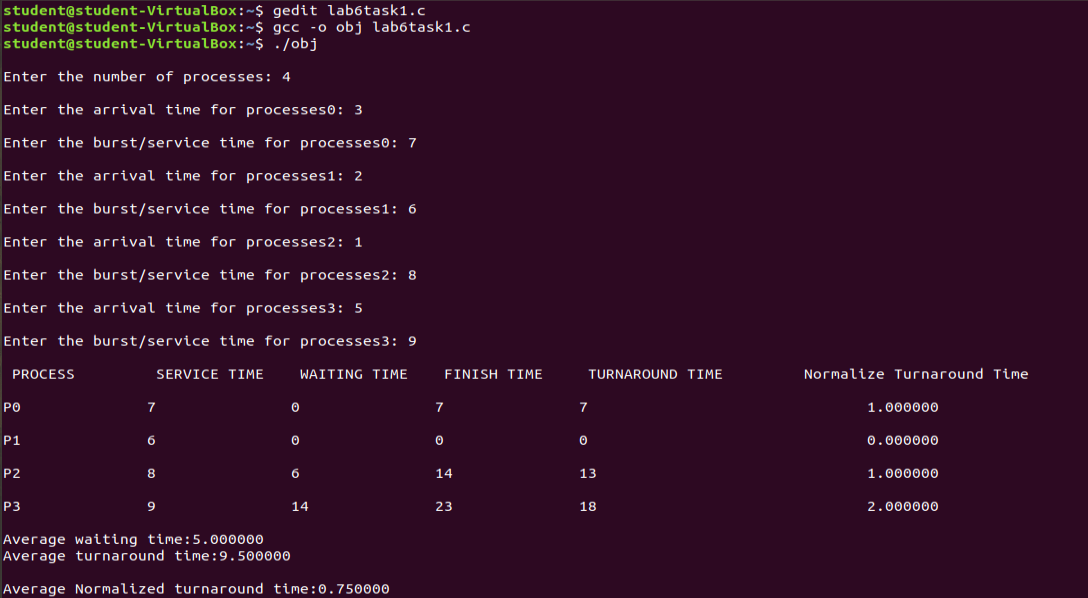 student@student-VirtualBox:~$ gedit lab6task1.c
student@student-VirtualBox:~$ gcc -o obj lab6task1.c
student@student-VirtualBox:~$ ./obj
Enter the number of processes: 4
Enter the arrival time for processes0: 3
Enter the burst/service time for processes0: 7
Enter the arrival time for processes1: 2
Enter the burst/service time for processes1: 6
Enter the arrival time for processes2: 1
Enter the burst/service time for processes2: 8
Enter the arrival time for processes3: 5
Enter the burst/service time for processes3: 9
PROCESS SERVICE TIME WAITING TIME FINISH TIME TURNAROUND TIME Normalize Turnaround Time
P0 7 0 7 7 1.000000
P1 6 0 0 0 0.000000
P2 8 6 14 13 1.000000
P3 9 14 23 18 2.000000
Average waiting time:5.000000
Average turnaround time:9.500000
Average Normalized turnaround time:0.750000